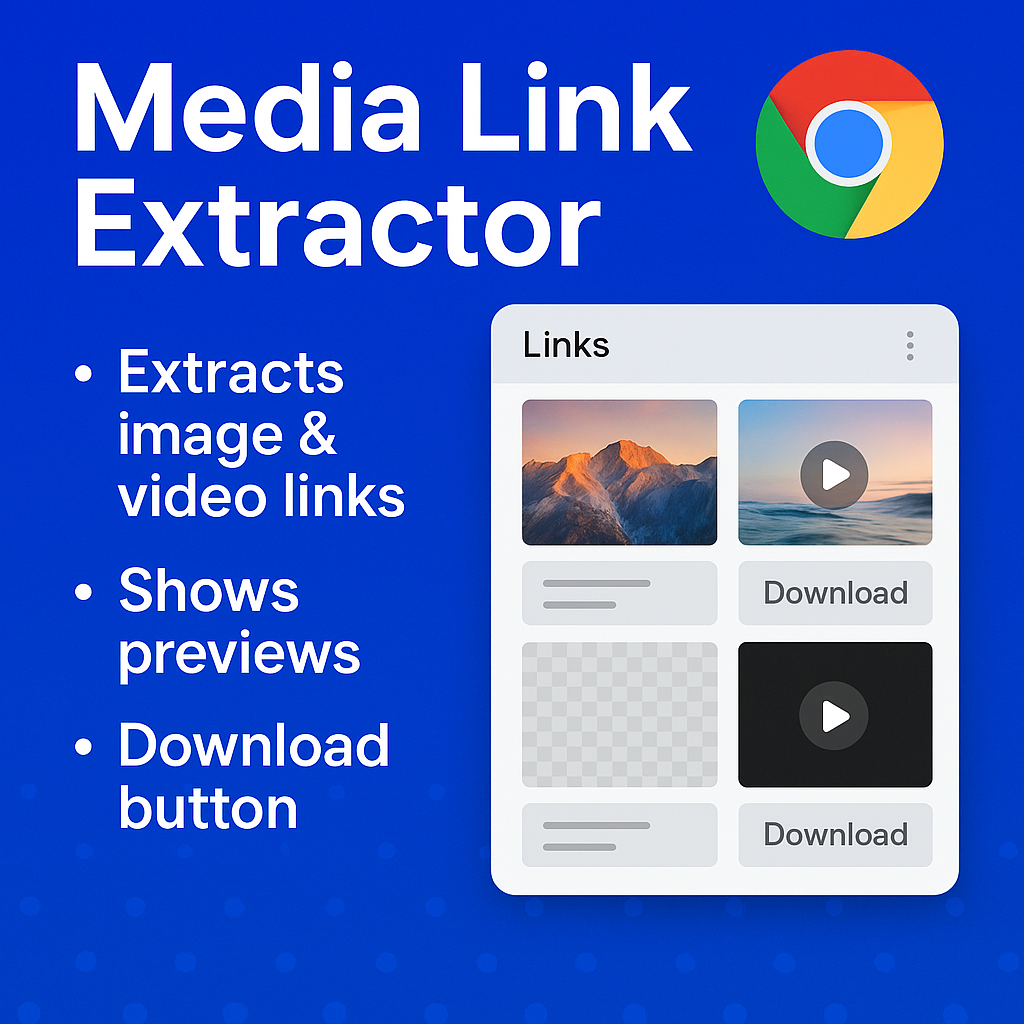 Media Link
Extractor
• Extracts
image &
video links
• Shows
previews
• Download
button
Links
Download
Download